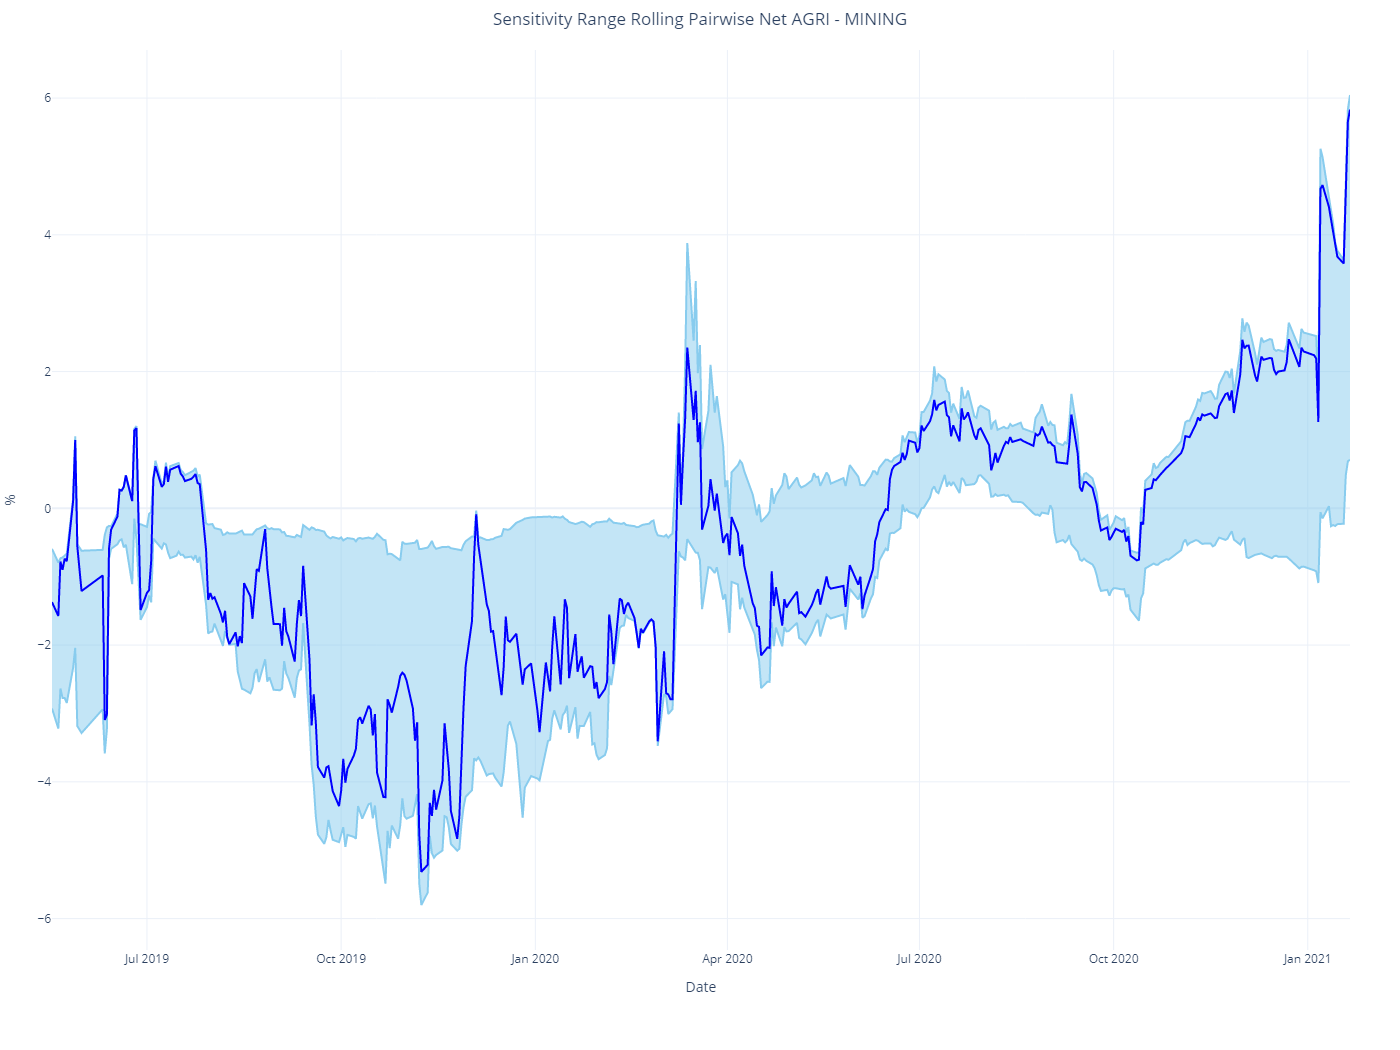 Sensitivity Range Rolling Pairwise Net AGRI - MINING
6
4
2
0
−2
−4
−6
%
Jul 2019
Oct 2019
Jan 2020
Apr 2020
Jul 2020
Oct 2020
Jan 2021
Date